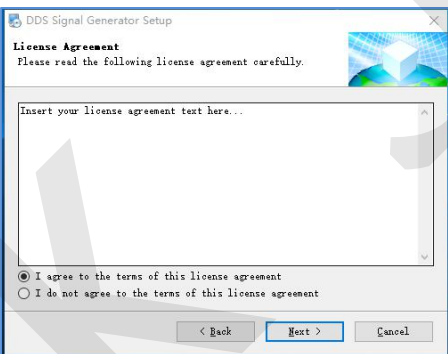 DDS Signal Generator Setup
License Agreement
Please read the following license agreement carefully.
Insert your license agreement text here...
I agree to the terms of this license agreement
I do not agree to the terms of this license agreement
< Back Next > Cancel